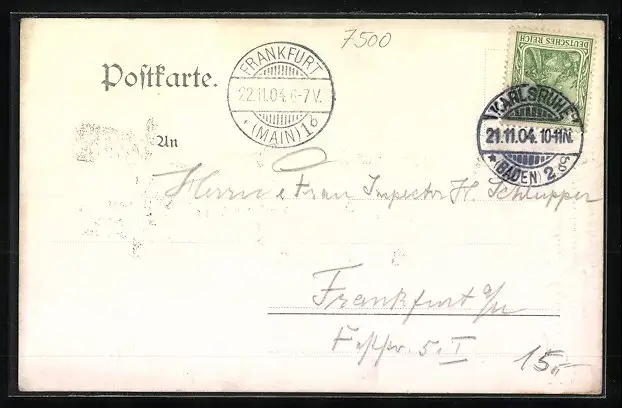 7500
DEUTSCHES REICH
FRANKFURT
22.11.04.6-7V.
(MAIN) 1
KARLSRUHE
21.11.04.10-11N.
(BADEN) 2
Postkarte.
An
Herrn & Frau Inspector H. Schlupper
Frankfurt a/M
5. I
15.-